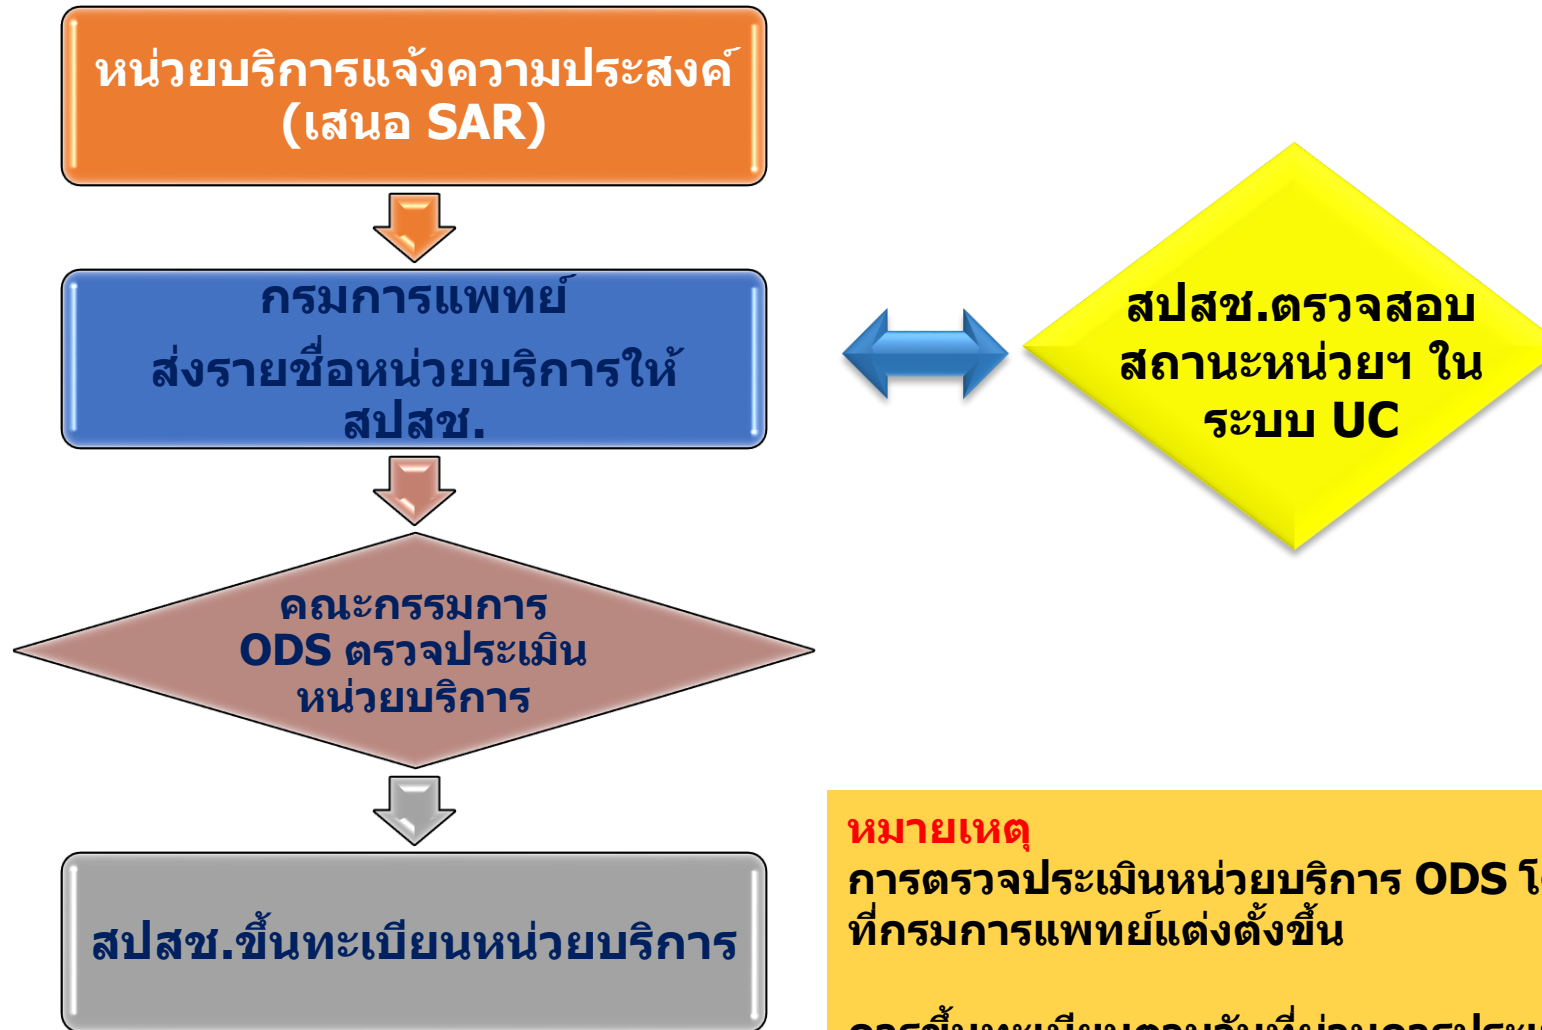 หน่วยบริการแจ้งความประสงค์
(เสนอ SAR)
กรมการแพทย์
ส่งรายชื่อหน่วยบริการให้
สปสช.
สปสช.ตรวจสอบ
สถานะหน่วยฯ ใน
ระบบ UC
คณะกรรมการ
ODS ตรวจประเมิน
หน่วยบริการ
สปสช.ขึ้นทะเบียนหน่วยบริการ
หมายเหตุ
การตรวจประเมินหน่วยบริการ ODS
ที่กรมการแพทย์แต่งตั้งขึ้น